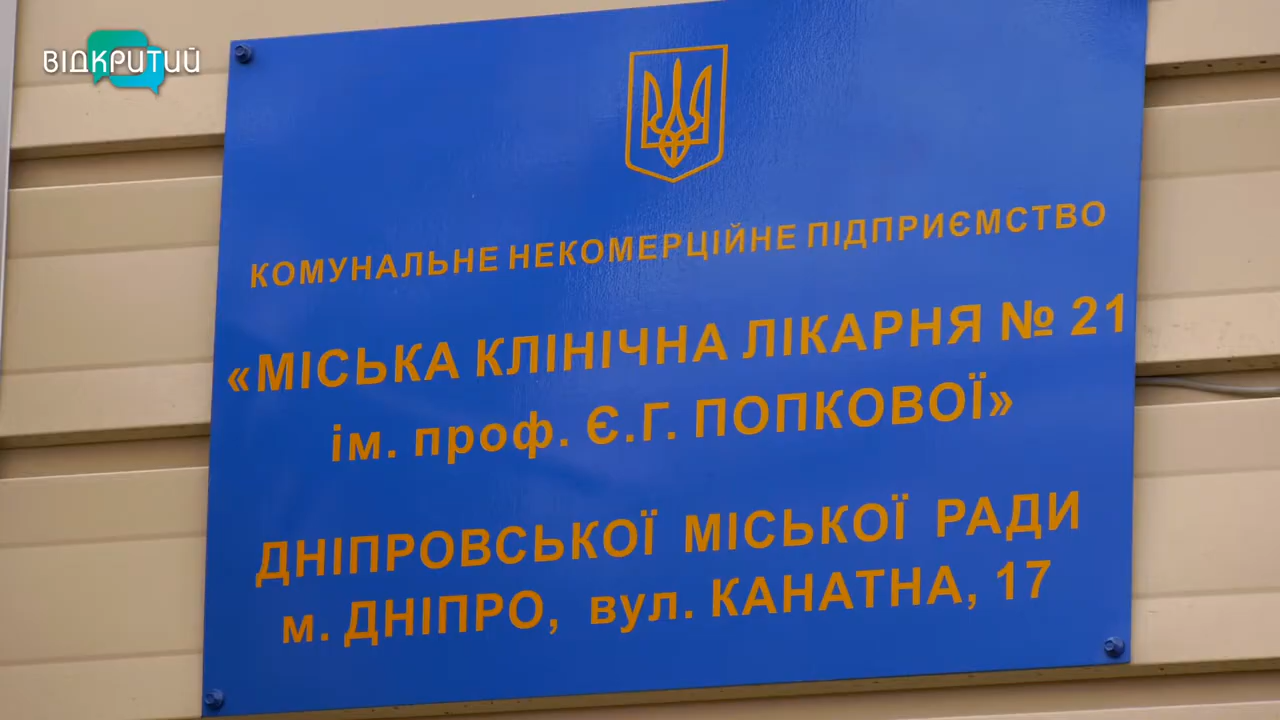 ВІДКРИТИЙ
КОМУНАЛЬНЕ НЕКОМЕРЦІЙНЕ ПІДПРИЄМСТВО
«МІСЬКА КЛІНІЧНА ЛІКАРНЯ № 21
ім. проф. Є.Г. ПОПКОВОЇ»
ДНІПРОВСЬКОЇ МІСЬКОЇ РАДИ
м. ДНІПРО, вул. КАНАТНА, 17